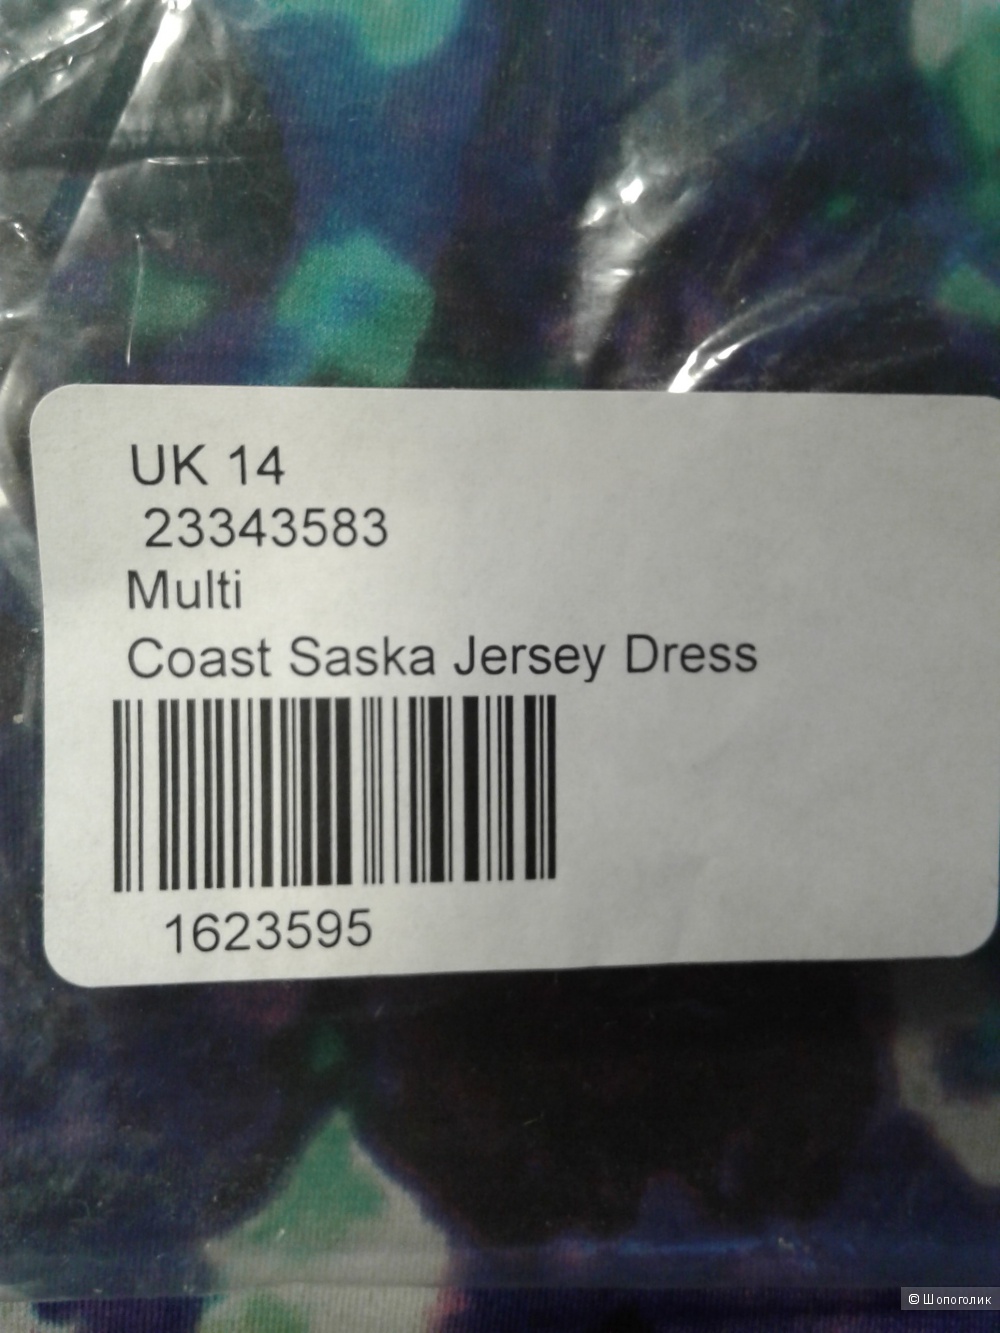 UK 14
23343583
Multi
Coast Saska Jersey Dress
1623595
© Шопоголик